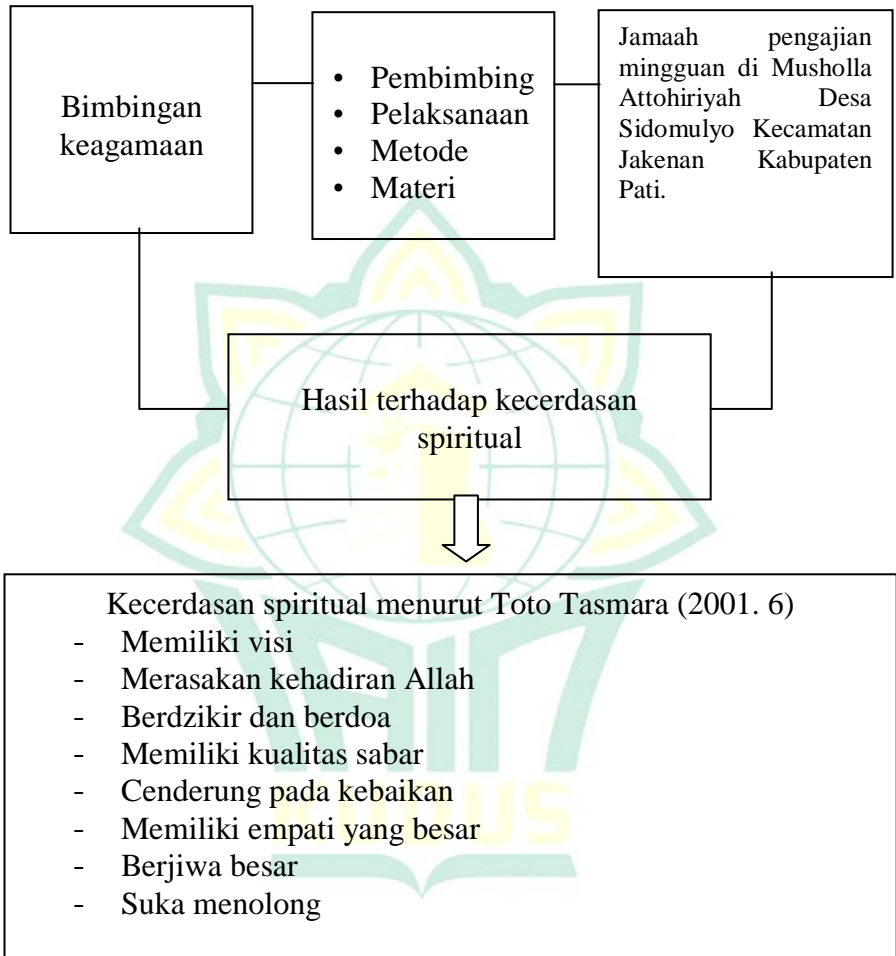 Bimbingan
keagamaan
• Pembimbing
• Pelaksanaan
• Metode
• Materi
Jamaah pengajian
mingguan di Musholla
Attohiriyah Desa
Sidomulyo Kecamatan
Jakenan Kabupaten
Pati.
Hasil terhadap kecerdasan
spiritual
Kecerdasan spiritual menurut Toto Tasmara (2001. 6)
- Memiliki visi
- Merasakan kehadiran Allah
- Berdzikir dan berdoa
- Memiliki kualitas sabar
- Cenderung pada kebaikan
- Memiliki empati yang besar
- Berjiwa besar
- Suka menolong
IAIN
KUDUS